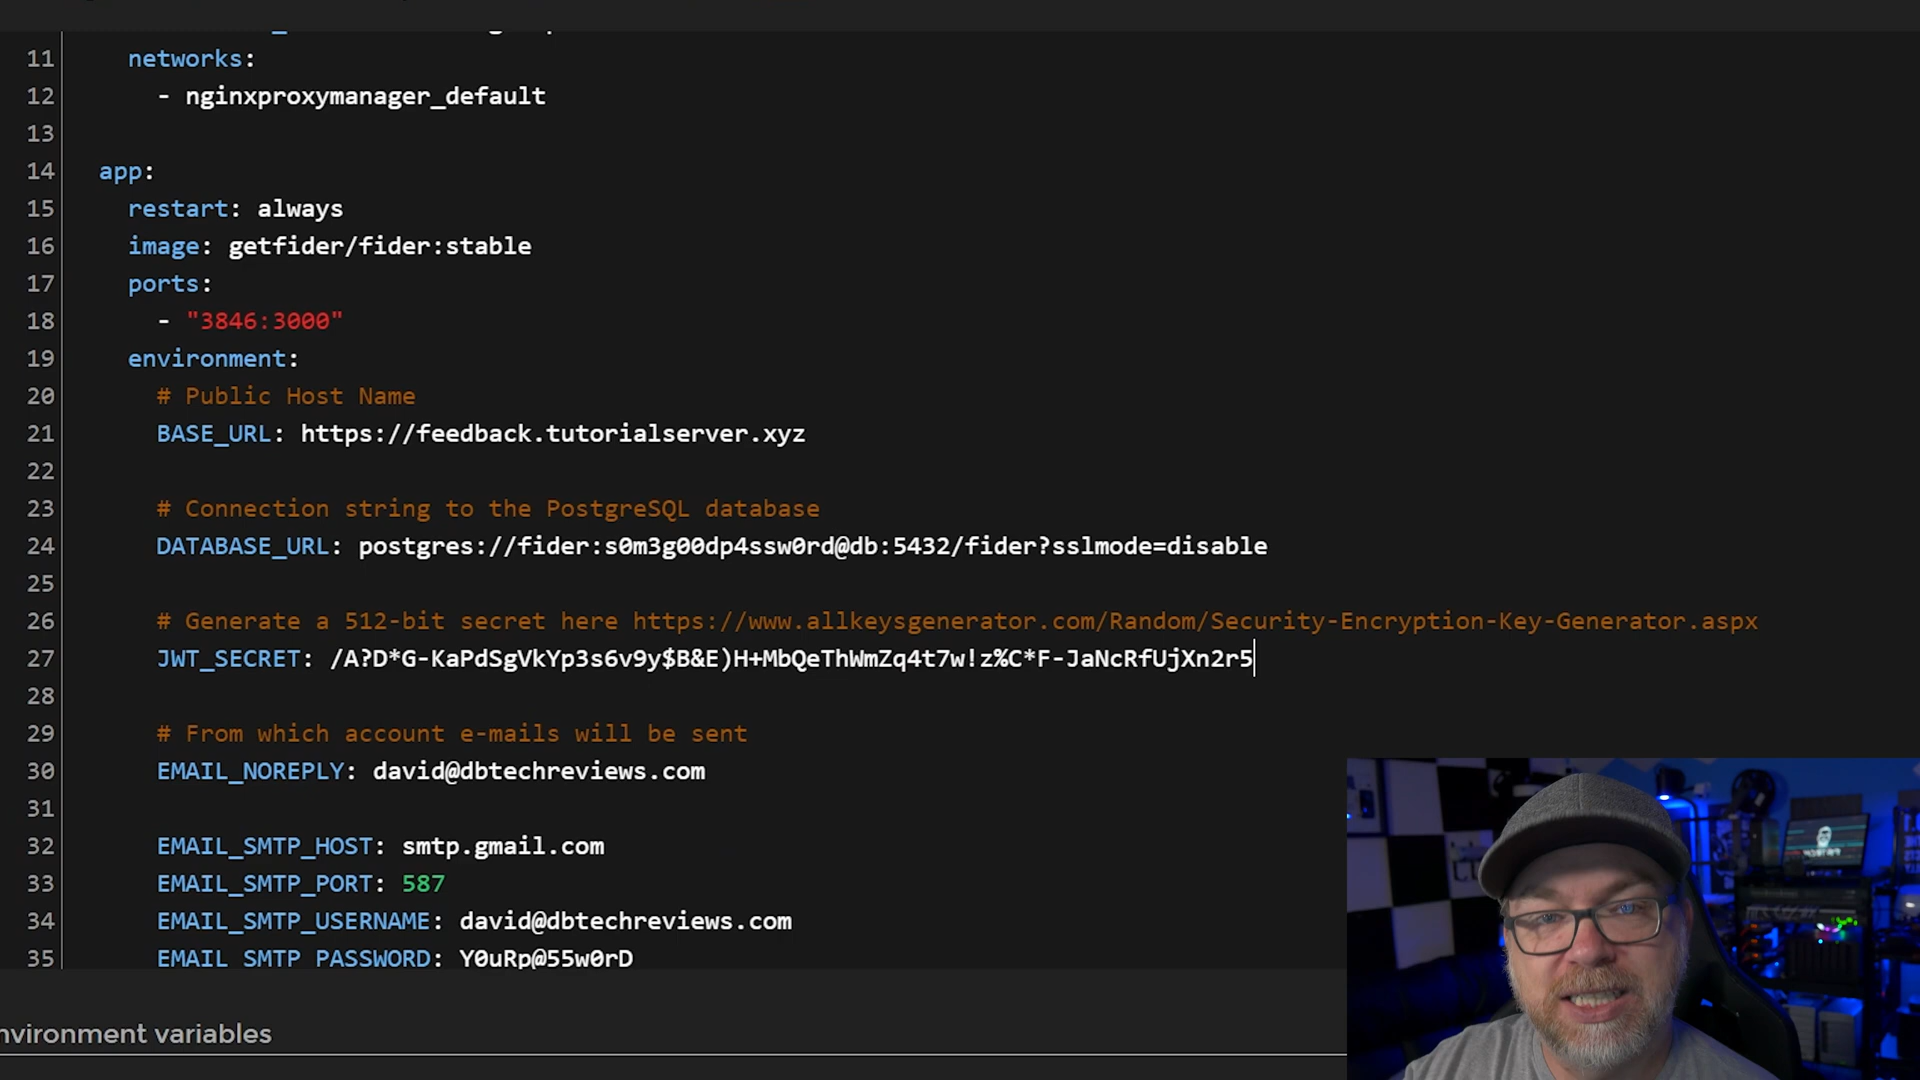 11 networks:
12 - nginxproxymanager_default
13
14 app:
15 restart: always
16 image: getfider/fider:stable
17 ports:
18 - "3846:3000"
19 environment:
20 # Public Host Name
21 BASE_URL: https://feedback.tutorialserver.xyz
22
23 # Connection string to the PostgreSQL database
24 DATABASE_URL: postgres://fider:s0m3g00dp4ssw0rd@db:5432/fider?sslmode=disable
25
26 # Generate a 512-bit secret here https://www.allkeysgenerator.com/Random/Security-Encryption-Key-Generator.aspx
27 JWT_SECRET: /A?D*G-KaPdSgVkYp3s6v9y$B&E)H+MbQeThWmZq4t7w!z%C*F-JaNcRfUjXn2r5
28
29 # From which account e-mails will be sent
30 EMAIL_NOREPLY: david@dbtechreviews.com
31
32 EMAIL_SMTP_HOST: smtp.gmail.com
33 EMAIL_SMTP_PORT: 587
34 EMAIL_SMTP_USERNAME: david@dbtechreviews.com
35 EMAIL_SMTP_PASSWORD: Y0uRp@55w0rD
nvironment variables